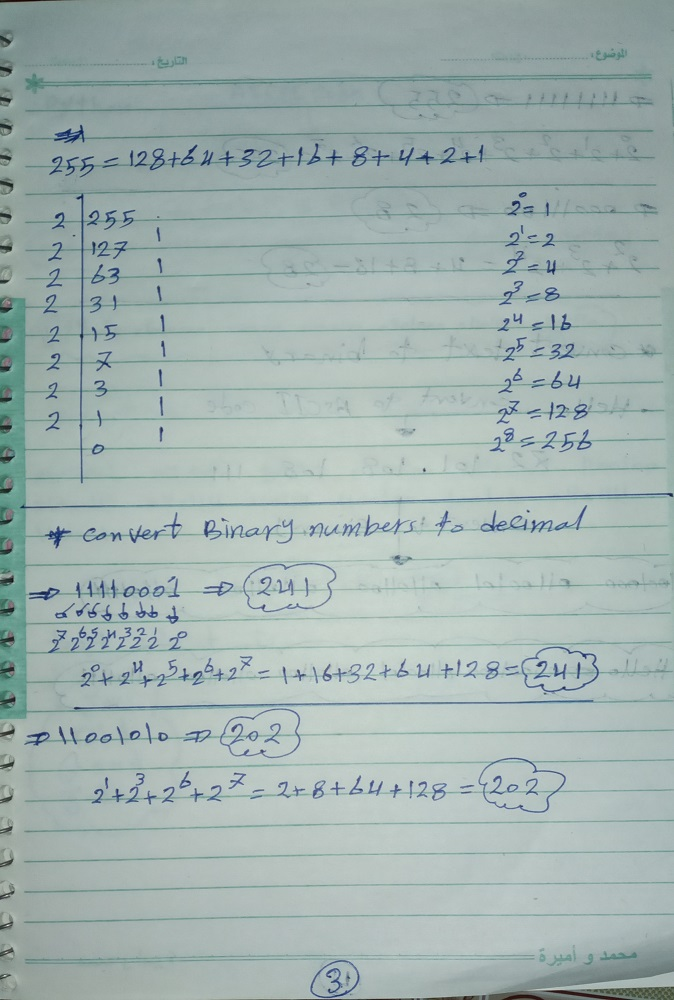 الموضوع: التاريخ:
⇒
255 = 128+64+32+16+8+4+2+1
2 255
2 127 1
2 63 1
2 31 1
2 15 1
2 7 1
2 3 1
2 1 1
0 1
2⁰=1
2¹=2
2²=4
2³=8
2⁴=16
2⁵=32
2⁶=64
2⁷=128
2⁸=256
* convert Binary numbers to decimal
⇒ 11110001 ⇒ 241
2⁷ 2⁶ 2⁵ 2⁴ 2³ 2² 2¹ 2⁰
2⁰+2⁴+2⁵+2⁶+2⁷ = 1+16+32+64+128 = 241
⇒ 11001010 ⇒ 202
2¹+2³+2⁶+2⁷ = 2+8+64+128 = 202
محمد و أميرة
3